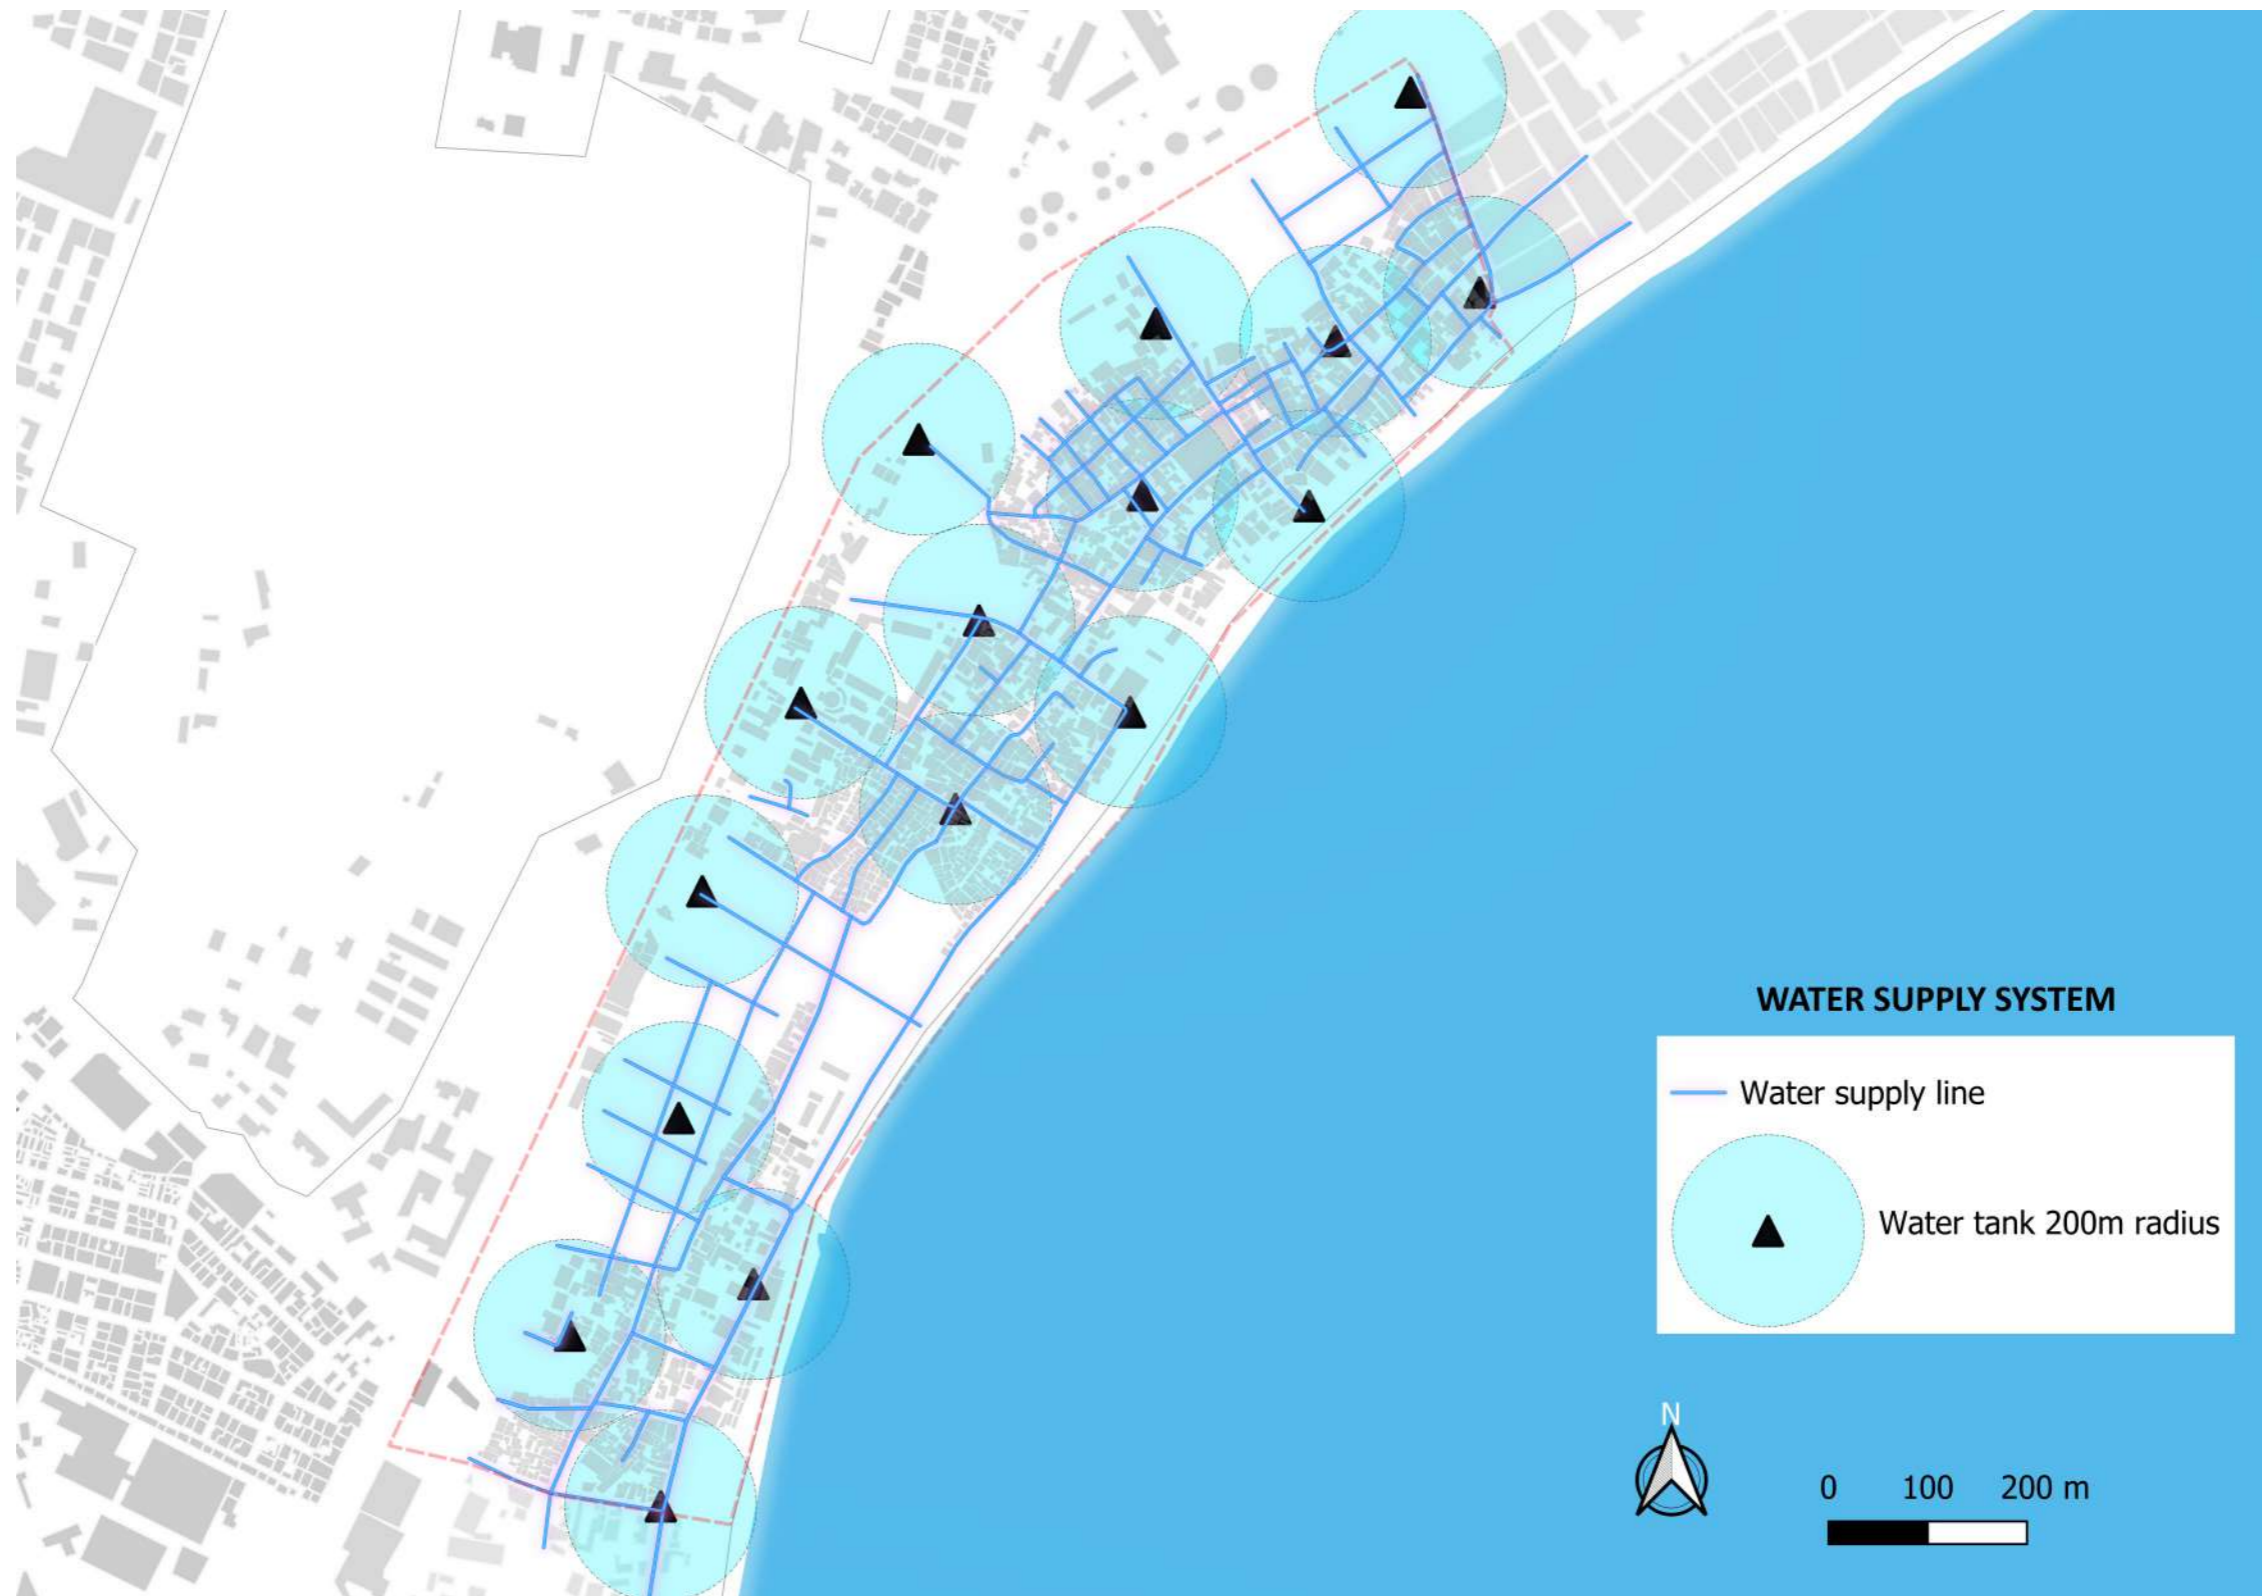 WATER SUPPLY SYSTEM
Water supply line
Water tank 200m radius
N
0 100 200 m